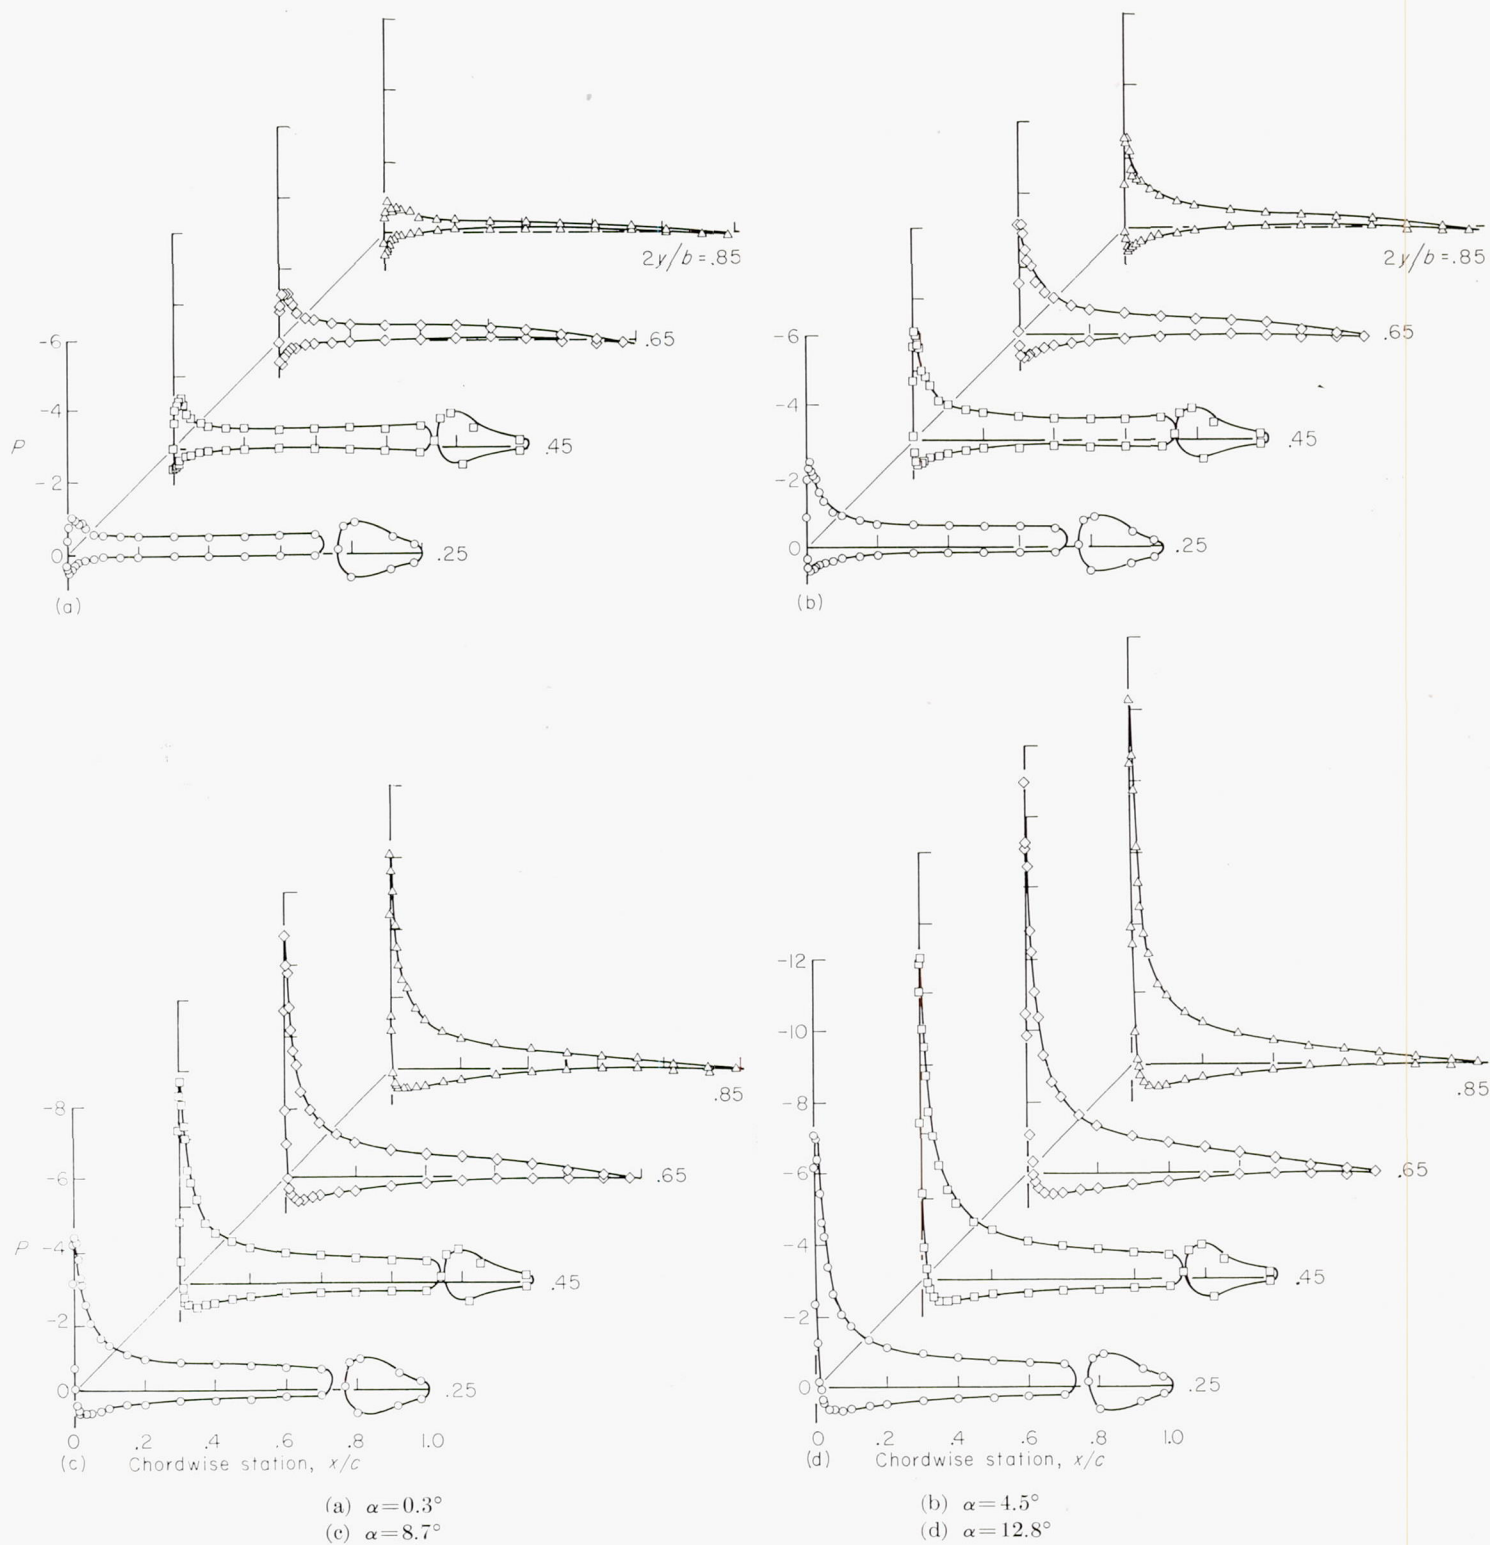 2y/b = .85
-6
.65
-4
P
.45
-2
0
.25
(a)
2y/b = .85
-6
.65
-4
.45
-2
0
.25
(b)
.85
-8
.65
-6
-4
P
.45
-2
0
.25
0 .2 .4 .6 .8 1.0
(c) Chordwise station, x/c
-12
-10
.85
-8
.65
-6
-4
.45
-2
0
.25
0 .2 .4 .6 .8 1.0
(d) Chordwise station, x/c
(a) α=0.3° (b) α=4.5°
(c) α=8.7° (d) α=12.8°